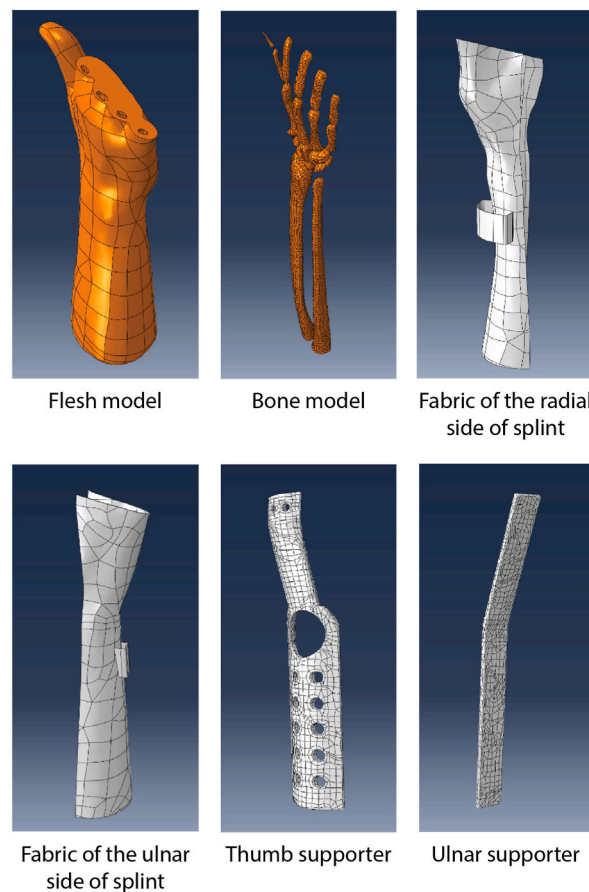 Flesh model
Bone model
Fabric of the radial
side of splint
Fabric of the ulnar
side of splint
Thumb supporter
Ulnar supporter